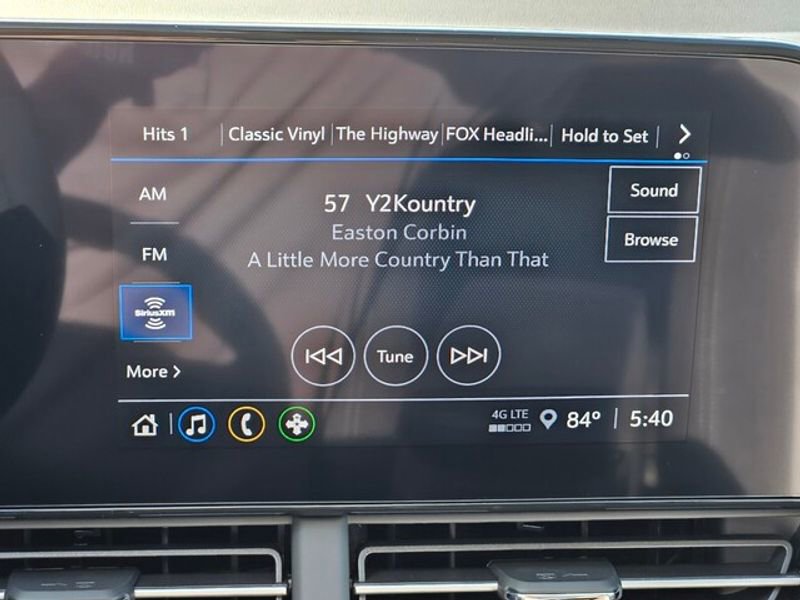 Hits 1 Classic Vinyl The Highway FOX Headli... Hold to Set
AM
57 Y2Kountry
Sound
Easton Corbin
Browse
FM
A Little More Country Than That
SiriusXM
Tune
More
4G LTE
84° 5:40